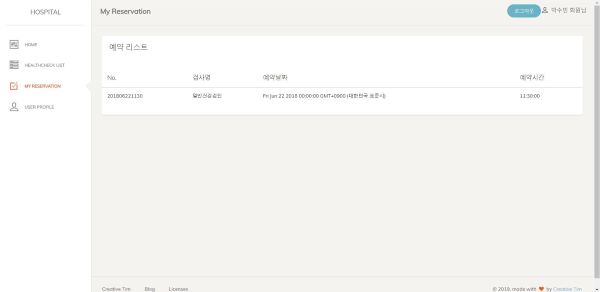 HOSPITAL
My Reservation
로그아웃
박수민 회원님
HOME
HEALTHCHECK LIST
MY RESERVATION
USER PROFILE
예약 리스트
No. 검사명 예약날짜 예약시간
201806221130 일반건강검진 Fri Jun 22 2018 00:00:00 GMT+0900 (대한민국 표준시) 11:30:00
Creative Tim Blog Licenses
© 2018, made with ♥ by Creative Tim